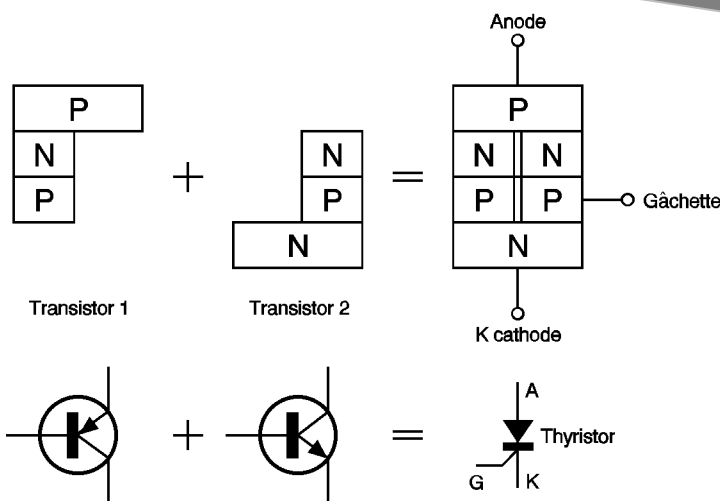 Anode
P
P
N
N
N
N
+
=
P
P
P
P
Gâchette
N
N
Transistor 1
Transistor 2
K cathode
A
+
=
Thyristor
G
K